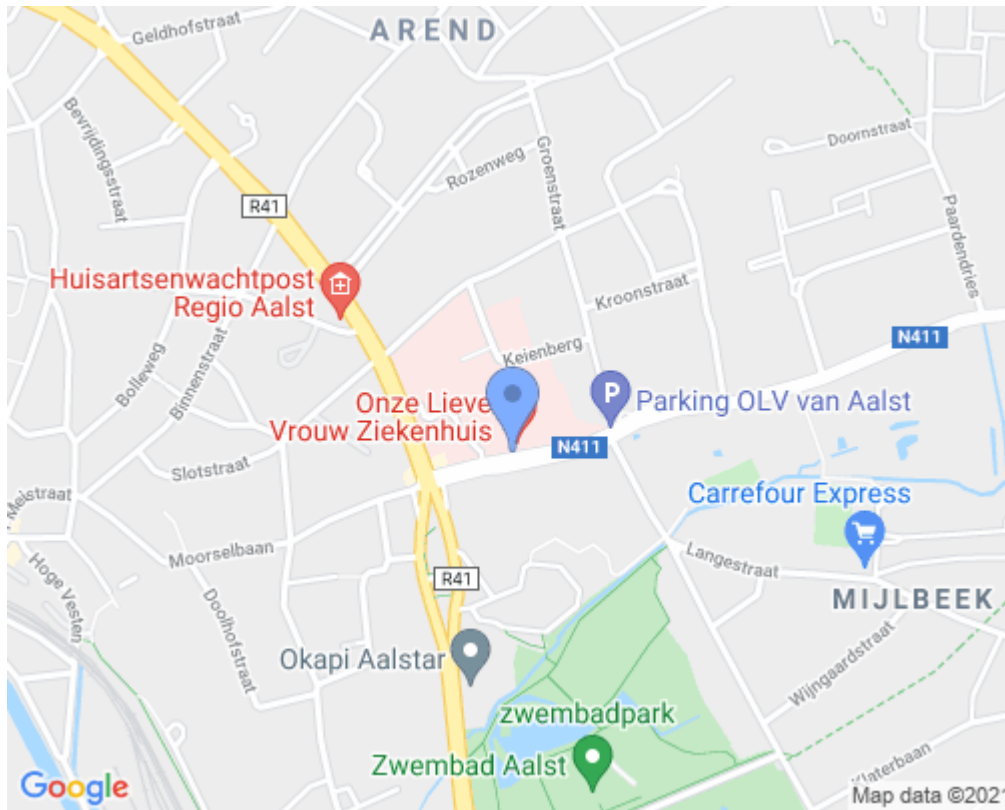 AREND
Geldhofstraat
Bevrijdingsstraat
Doornstraat
Rozenweg
Groenstraat
R41
Paardendries
Huisartsenwachtpost
Regio Aalst
Kroonstraat
N411
Keienberg
Bolleweg
Binnenstraat
Onze Lieve
Vrouw Ziekenhuis
P
Parking OLV van Aalst
N411
Slotstraat
Meistraat
Carrefour Express
Moorselbaan
Langestraat
Hoge Vesten
R41
MIJLBEEK
Doolhofstraat
Okapi Aalstar
Wijngaardstraat
zwembadpark
Zwembad Aalst
Klaterbaan
Google
Map data ©202